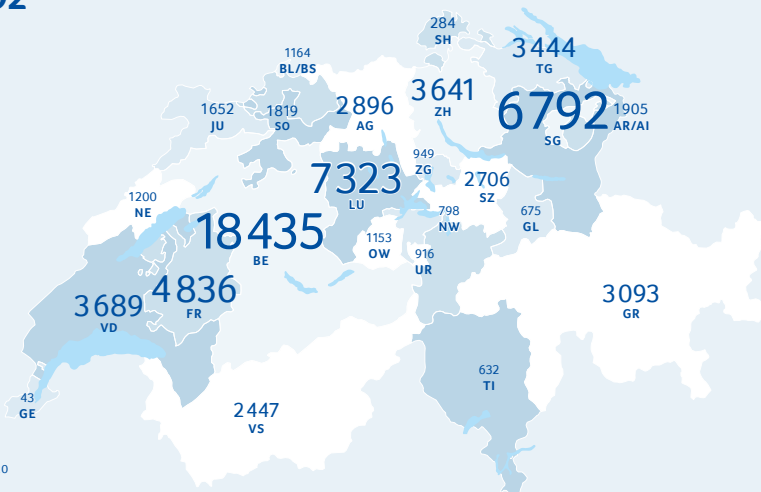 284
SH
3444
TG
1164
BL/BS
3641
ZH
6792
SG
1905
AR/AI
2896
AG
1652
JU
1819
SO
949
ZG
7323
LU
2706
SZ
1200
NE
798
NW
675
GL
18435
BE
1153
OW
916
UR
4836
FR
3689
VD
3093
GR
632
TI
43
GE
2447
VS
0